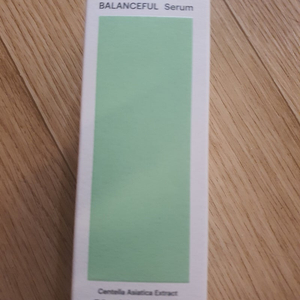 BALANCEFUL Serum
Centella Asiatica Extract